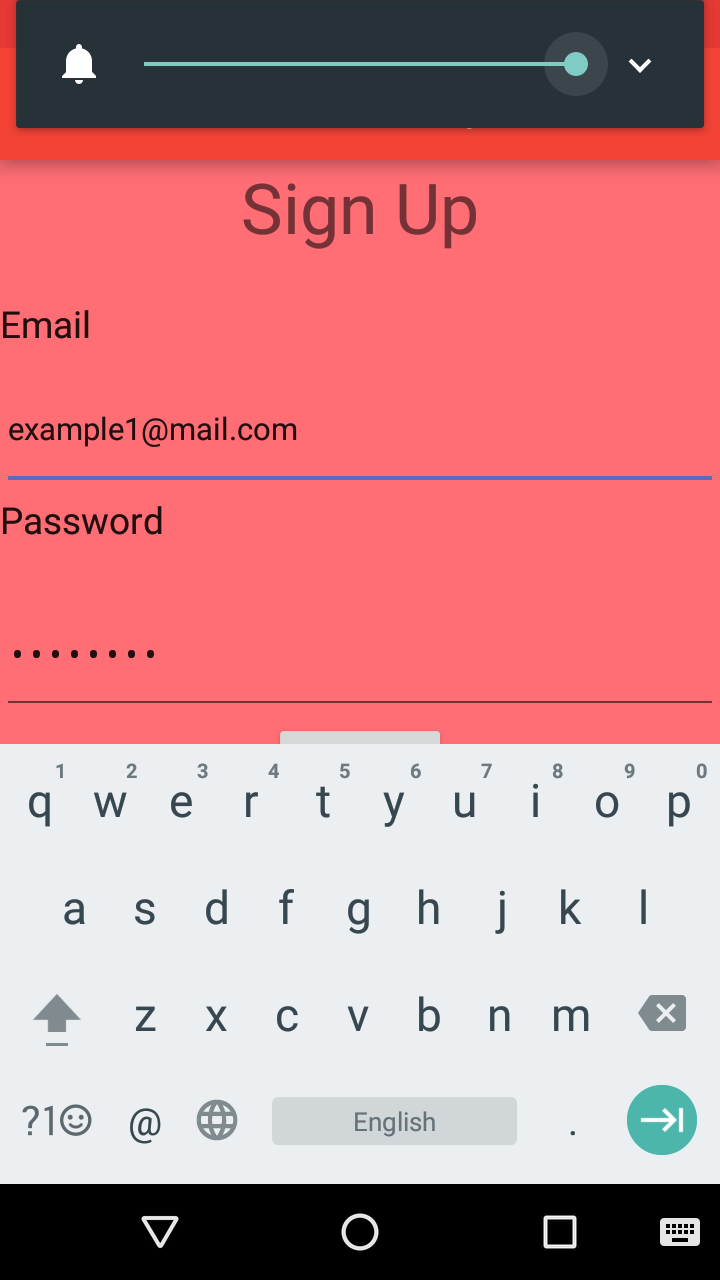 Sign Up
Email
example1@mail.com
Password
••••••••
1 2 3 4 5 6 7 8 9 0
q w e r t y u i o p
a s d f g h j k l
z x c v b n m
?1☺ @ English .